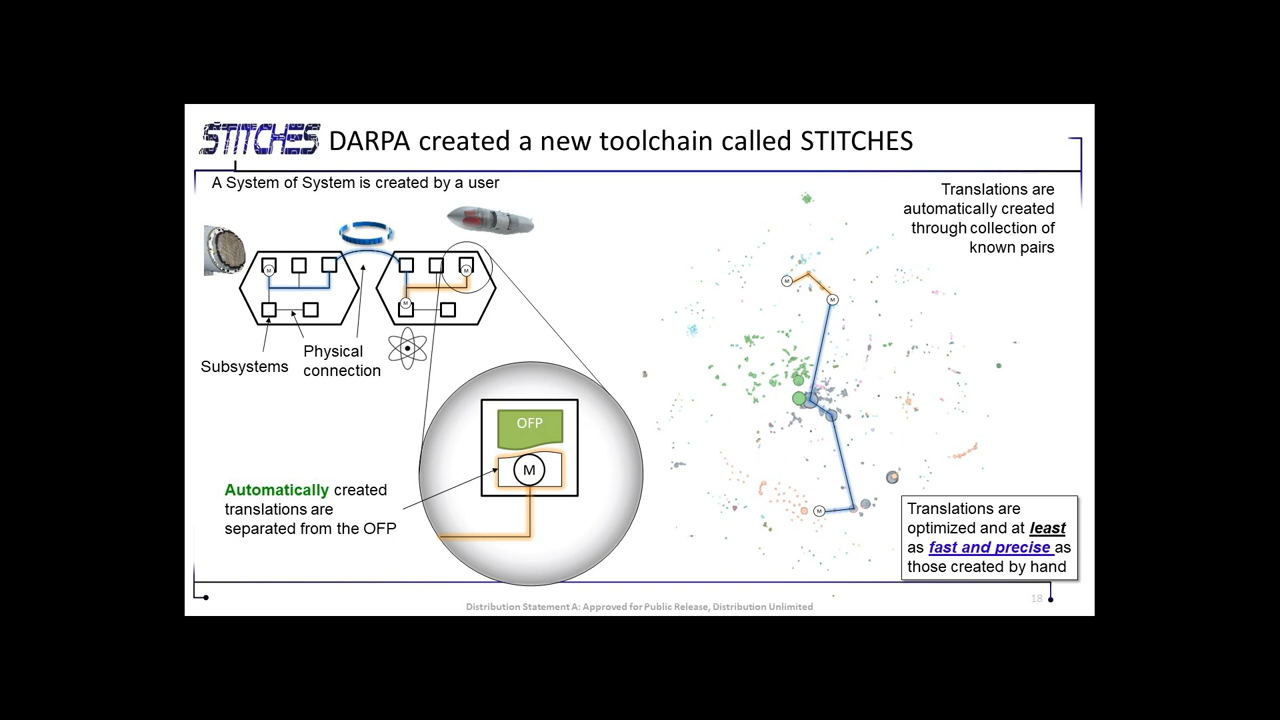 STITCHES DARPA created a new toolchain called STITCHES
A System of System is created by a user
Translations are
automatically created
through collection of
known pairs
M
M
M
M
M
Subsystems
Physical
connection
OFP
M
Automatically created
translations are
separated from the OFP
M
Translations are
optimized and at least
as fast and precise as
those created by hand
18
Distribution Statement A: Approved for Public Release, Distribution Unlimited